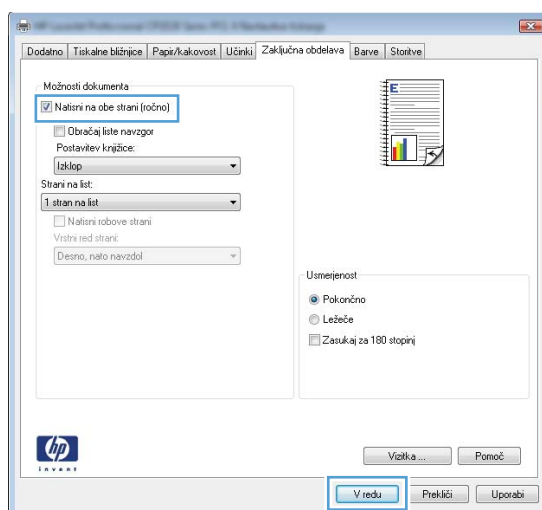 Dodatno
Tiskalne bližnjice
Papir/kakovost
Učinki
Zaključna obdelava
Barve
Storitve
Možnosti dokumenta
Natisni na obe strani (ročno)
Obračaj liste navzgor
Postavitev knjižice:
Izklop
Strani na list:
1 stran na list
Natisni robove strani
Vrstni red strani:
Desno, nato navzdol
E
Usmerjenost
Pokončno
Ležeče
Zasukaj za 180 stopinj
hp
invent
Vizitka ...
Pomoč
V redu
Prekliči
Uporabi